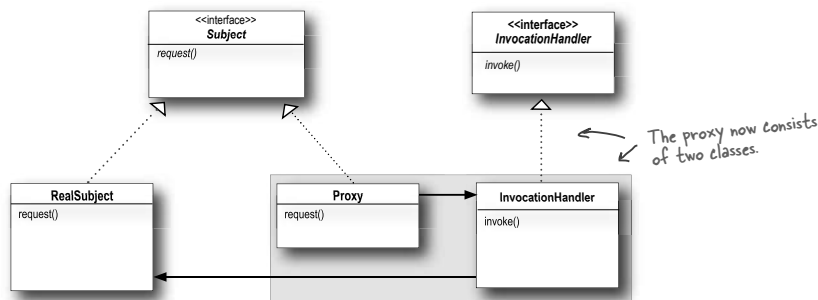 <<interface>>
Subject
request()
<<interface>>
InvocationHandler
invoke()
The proxy now consists
of two classes.
RealSubject
request()
Proxy
request()
InvocationHandler
invoke()